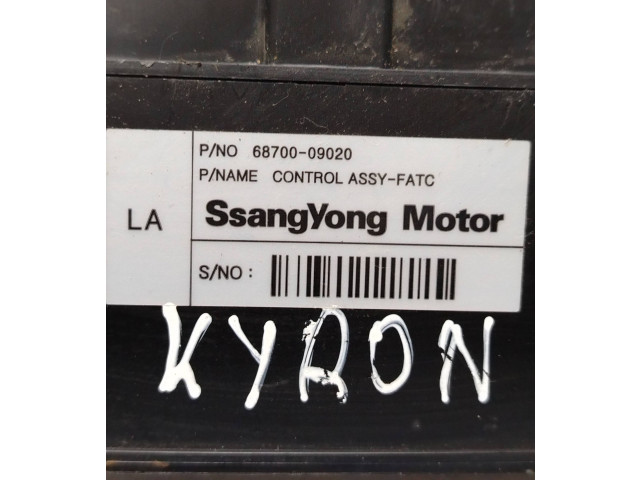 P/NO 68700-09020
P/NAME CONTROL ASSY-FATC
LA
SsangYong Motor
S/NO :
KYRON